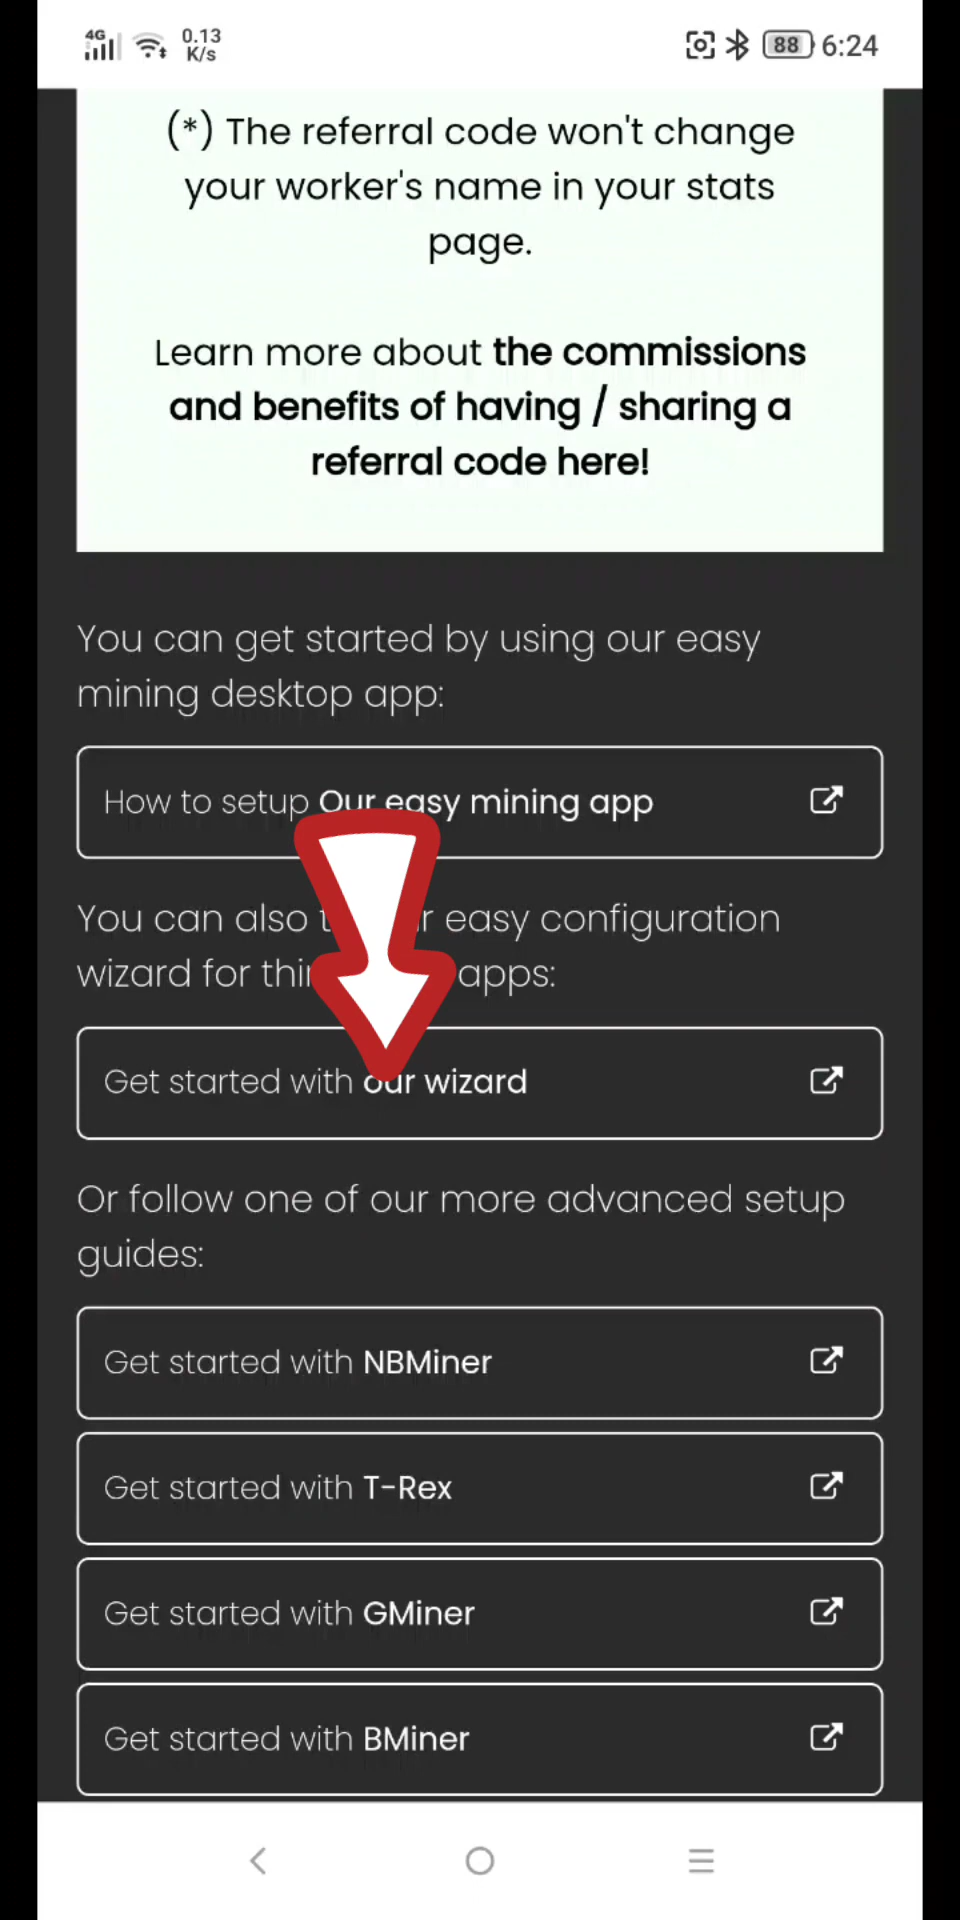 4G 0.13 K/s 88 6:24
(*) The referral code won't change
your worker's name in your stats
page.
Learn more about the commissions
and benefits of having / sharing a
referral code here!
You can get started by using our easy
mining desktop app:
How to setup Our easy mining app
You can also easy configuration
wizard for apps:
Get started with our wizard
Or follow one of our more advanced setup
guides:
Get started with NBMiner
Get started with T-Rex
Get started with GMiner
Get started with BMiner